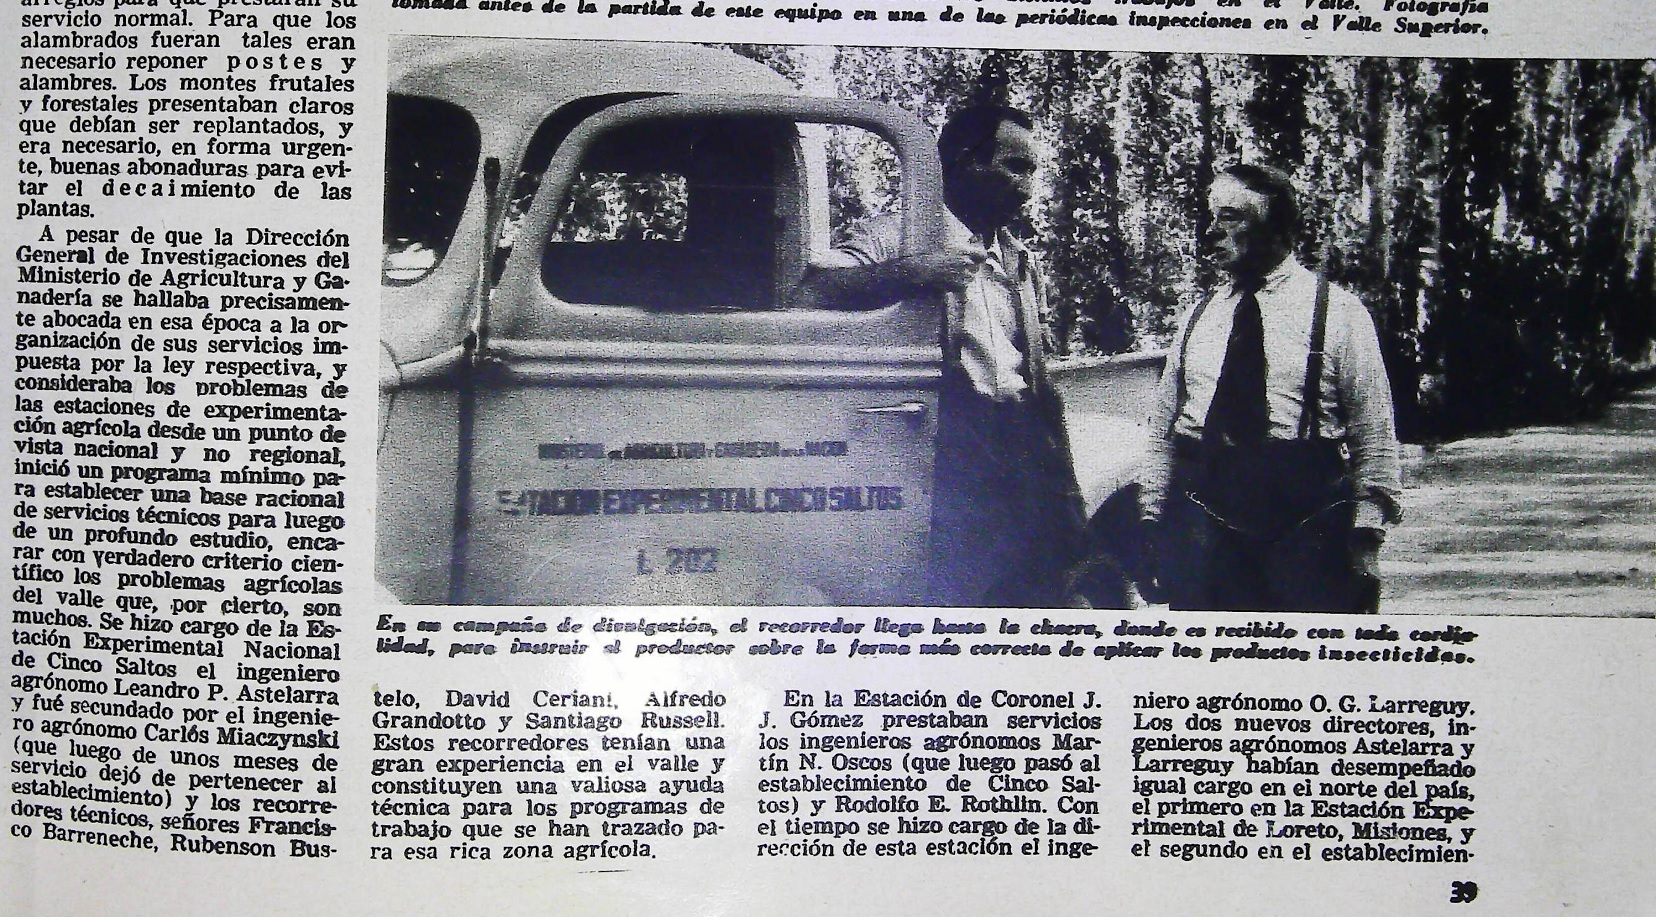 servicio normal. Para que los
alambrados fueran tales eran
necesario reponer postes y
alambres. Los montes frutales
y forestales presentaban claros
que debían ser replantados, y
era necesario, en forma urgen-
te, buenas abonaduras para evi-
tar el decaimiento de las
plantas.
A pesar de que la Dirección
General de Investigaciones del
Ministerio de Agricultura y Ga-
nadería se hallaba precisamen-
te abocada en esa época a la or-
ganización de sus servicios im-
puesta por la ley respectiva, y
consideraba los problemas de
las estaciones de experimenta-
ción agrícola desde un punto de
vista nacional y no regional,
inició un programa mínimo pa-
ra establecer una base racional
de servicios técnicos para luego
de un profundo estudio, enca-
rar con verdadero criterio cien-
tífico los problemas agrícolas
del valle que, por cierto, son
muchos. Se hizo cargo de la Es-
tación Experimental Nacional
de Cinco Saltos el ingeniero
agrónomo Leandro P. Astelarra
y fué secundado por el ingenie-
ro agrónomo Carlos Miaczynski
(que luego de unos meses de
servicio dejó de pertenecer al
establecimiento) y los recorre-
dores técnicos, señores Francis-
co Barreneche, Rubenson Bus-
en el Valle. Fotografía
tomada antes de la partida de este equipo en una de las periódicas inspecciones en el Valle Superior.
MINISTERIO DE AGRICULTURA Y GANADERIA DE LA NACION
ESTACION EXPERIMENTAL CINCO SALTOS
L 202
En su campaña de divulgación, el recorredor llega hasta la chacra, donde es recibido con toda cordia-
lidad, para instruir al productor sobre la forma más correcta de aplicar los productos insecticidas.
telo, David Ceriani, Alfredo
Grandotto y Santiago Russell.
Estos recorredores tenían una
gran experiencia en el valle y
constituyen una valiosa ayuda
técnica para los programas de
trabajo que se han trazado pa-
ra esa rica zona agrícola.
En la Estación de Coronel J.
J. Gómez prestaban servicios
los ingenieros agrónomos Mar-
tín N. Oscos (que luego pasó al
establecimiento de Cinco Sal-
tos) y Rodolfo E. Rothlin. Con
el tiempo se hizo cargo de la di-
rección de esta estación el inge-
niero agrónomo O. G. Larreguy.
Los dos nuevos directores, in-
genieros agrónomos Astelarra y
Larreguy habían desempeñado
igual cargo en el norte del país,
el primero en la Estación Expe-
rimental de Loreto, Misiones, y
el segundo en el establecimien-
39